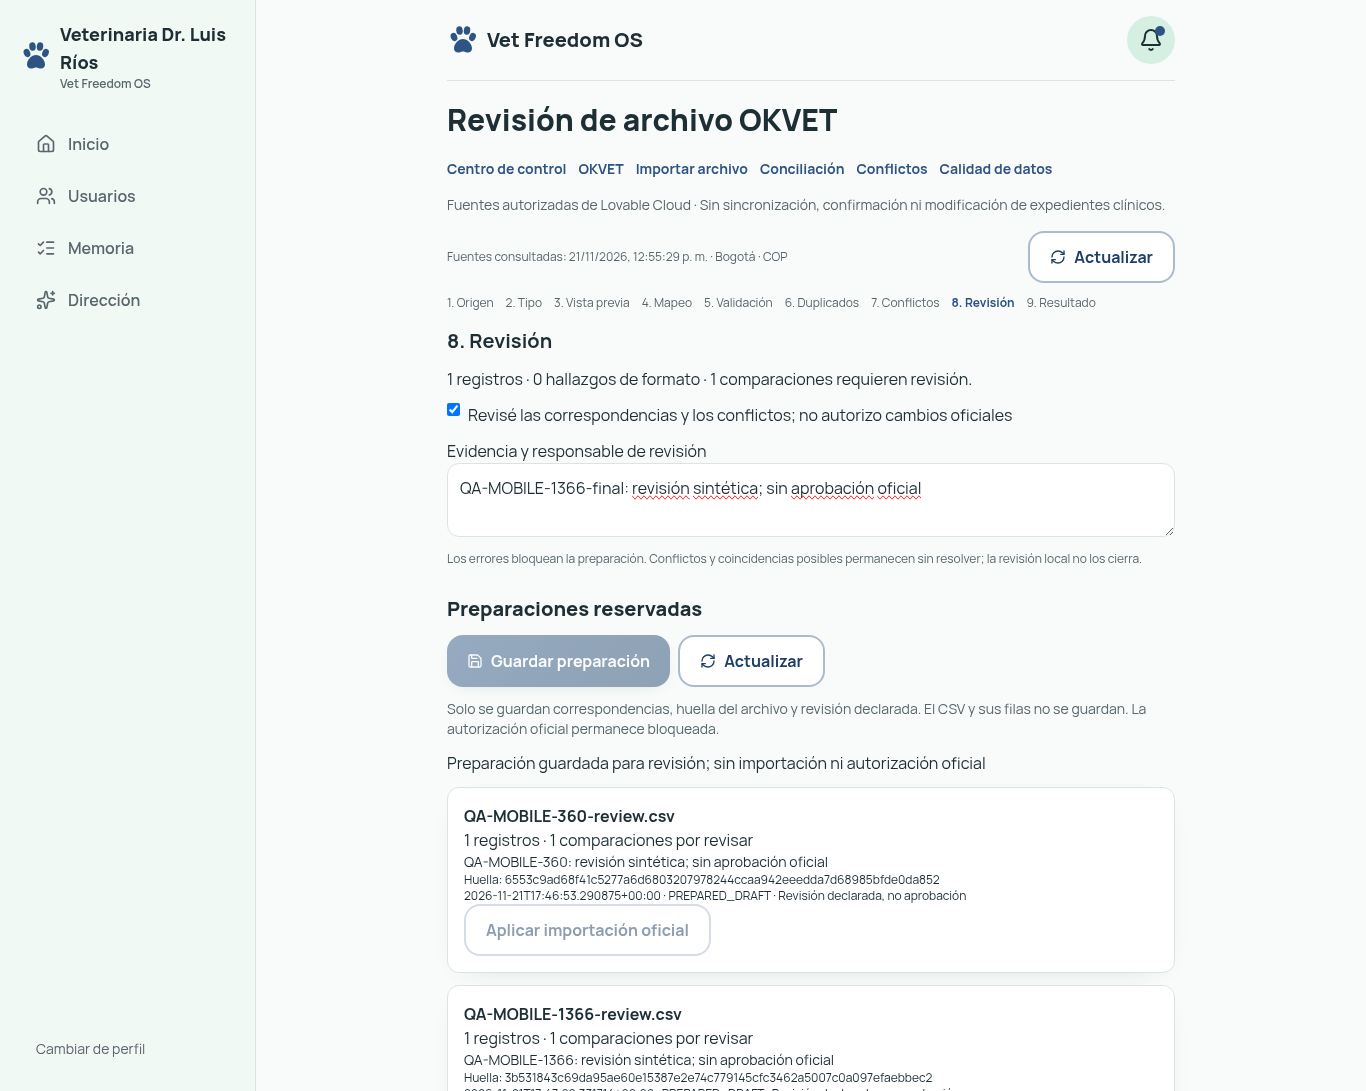 Veterinaria Dr. Luis
Ríos
Vet Freedom OS
Inicio
Usuarios
Memoria
Dirección
Cambiar de perfil
Vet Freedom OS
Revisión de archivo OKVET
Centro de control OKVET Importar archivo Conciliación Conflictos Calidad de datos
Fuentes autorizadas de Lovable Cloud · Sin sincronización, confirmación ni modificación de expedientes clínicos.
Fuentes consultadas: 21/11/2026, 12:55:29 p. m. · Bogotá · COP
Actualizar
1. Origen 2. Tipo 3. Vista previa 4. Mapeo 5. Validación 6. Duplicados 7. Conflictos 8. Revisión 9. Resultado
8. Revisión
1 registros · 0 hallazgos de formato · 1 comparaciones requieren revisión.
Revisé las correspondencias y los conflictos; no autorizo cambios oficiales
Evidencia y responsable de revisión
QA-MOBILE-1366-final: revisión sintética; sin aprobación oficial
Los errores bloquean la preparación. Conflictos y coincidencias posibles permanecen sin resolver; la revisión local no los cierra.
Preparaciones reservadas
Guardar preparación Actualizar
Solo se guardan correspondencias, huella del archivo y revisión declarada. El CSV y sus filas no se guardan. La
autorización oficial permanece bloqueada.
Preparación guardada para revisión; sin importación ni autorización oficial
QA-MOBILE-360-review.csv
1 registros · 1 comparaciones por revisar
QA-MOBILE-360: revisión sintética; sin aprobación oficial
Huella: 6553c9ad68f41c5277a6d6803207978244ccaa942eeedda7d68985bfde0da852
2026-11-21T17:46:53.290875+00:00 · PREPARED_DRAFT · Revisión declarada, no aprobación
Aplicar importación oficial
QA-MOBILE-1366-review.csv
1 registros · 1 comparaciones por revisar
QA-MOBILE-1366: revisión sintética; sin aprobación oficial
Huella: 3b531843c69da95ae60e15387e2e74c779145cfc3462a5007c0a097efaebbec2